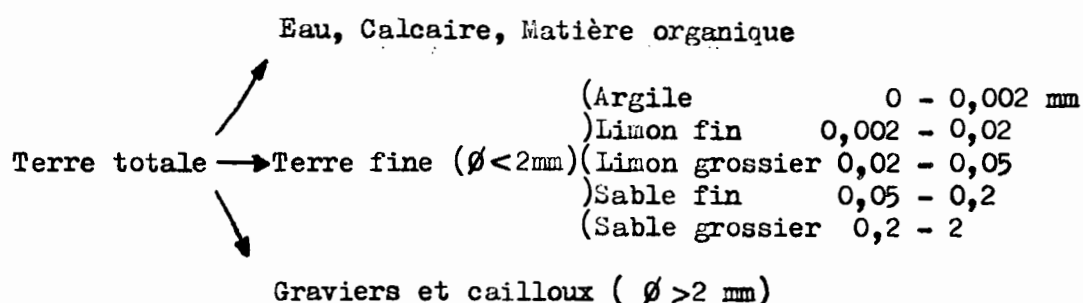 Eau, Calcaire, Matière organique
(Argile 0 - 0,002 mm
)Limon fin 0,002 - 0,02
Terre totale → Terre fine (Ø<2mm)(Limon grossier 0,02 - 0,05
)Sable fin 0,05 - 0,2
(Sable grossier 0,2 - 2
Graviers et cailloux ( Ø >2 mm)